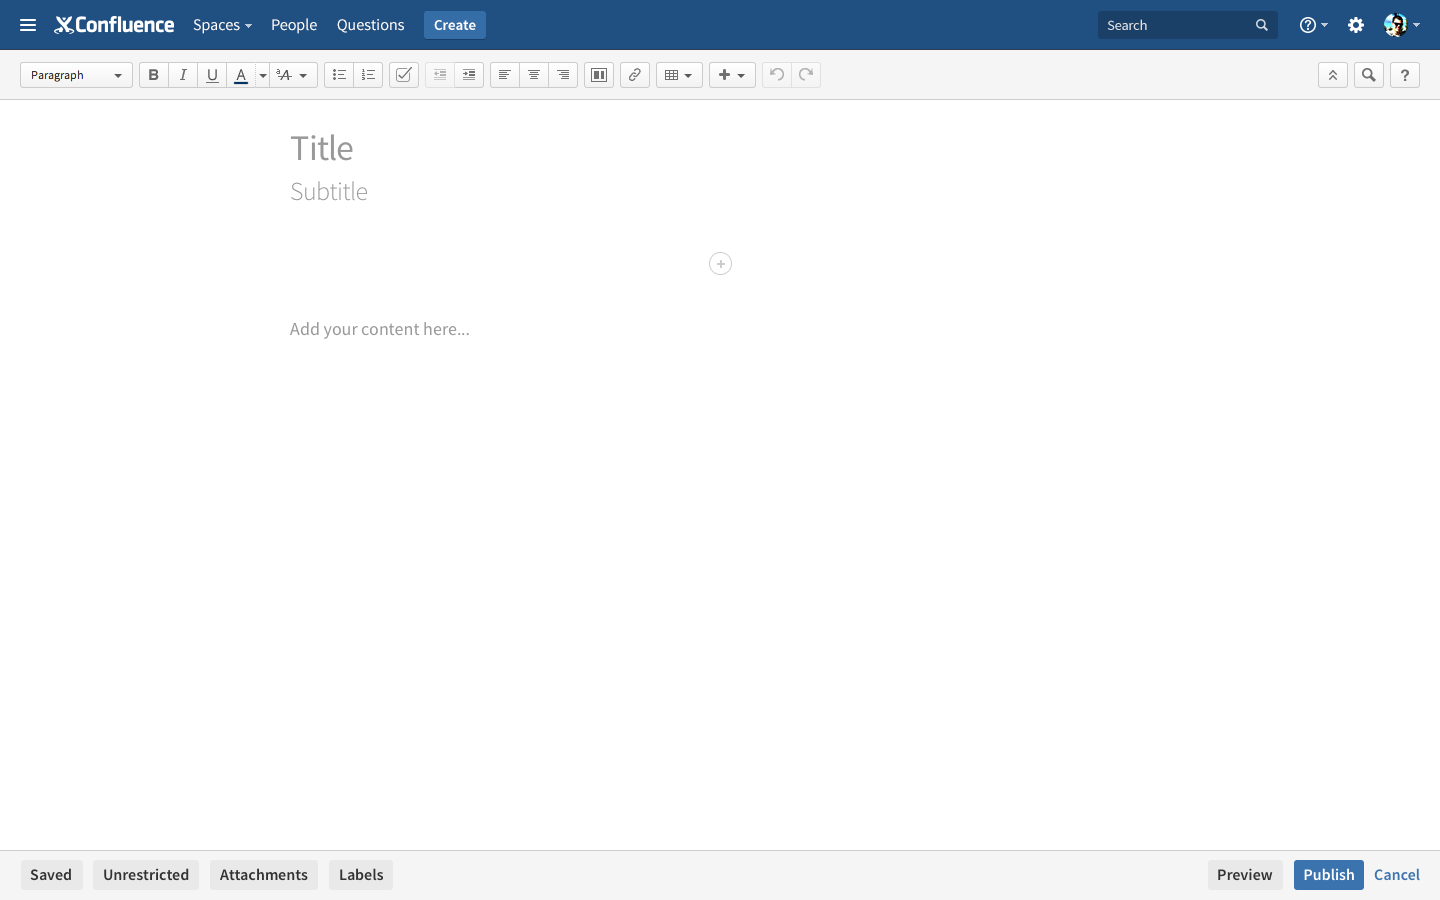 Confluence Spaces People Questions Create Search
Paragraph B I U A ªA ?
Title
Subtitle
Add your content here...
Saved Unrestricted Attachments Labels Preview Publish Cancel